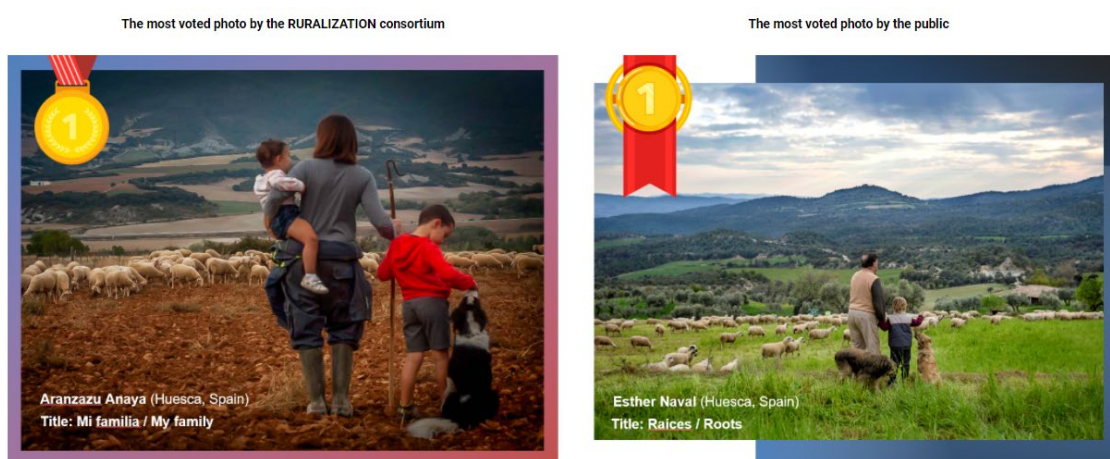 The most voted photo by the RURALIZATION consortium
The most voted photo by the public
1
Aranzazu Anaya (Huesca, Spain)
Title: Mi familia / My family
1
Esther Naval (Huesca, Spain)
Title: Raíces / Roots